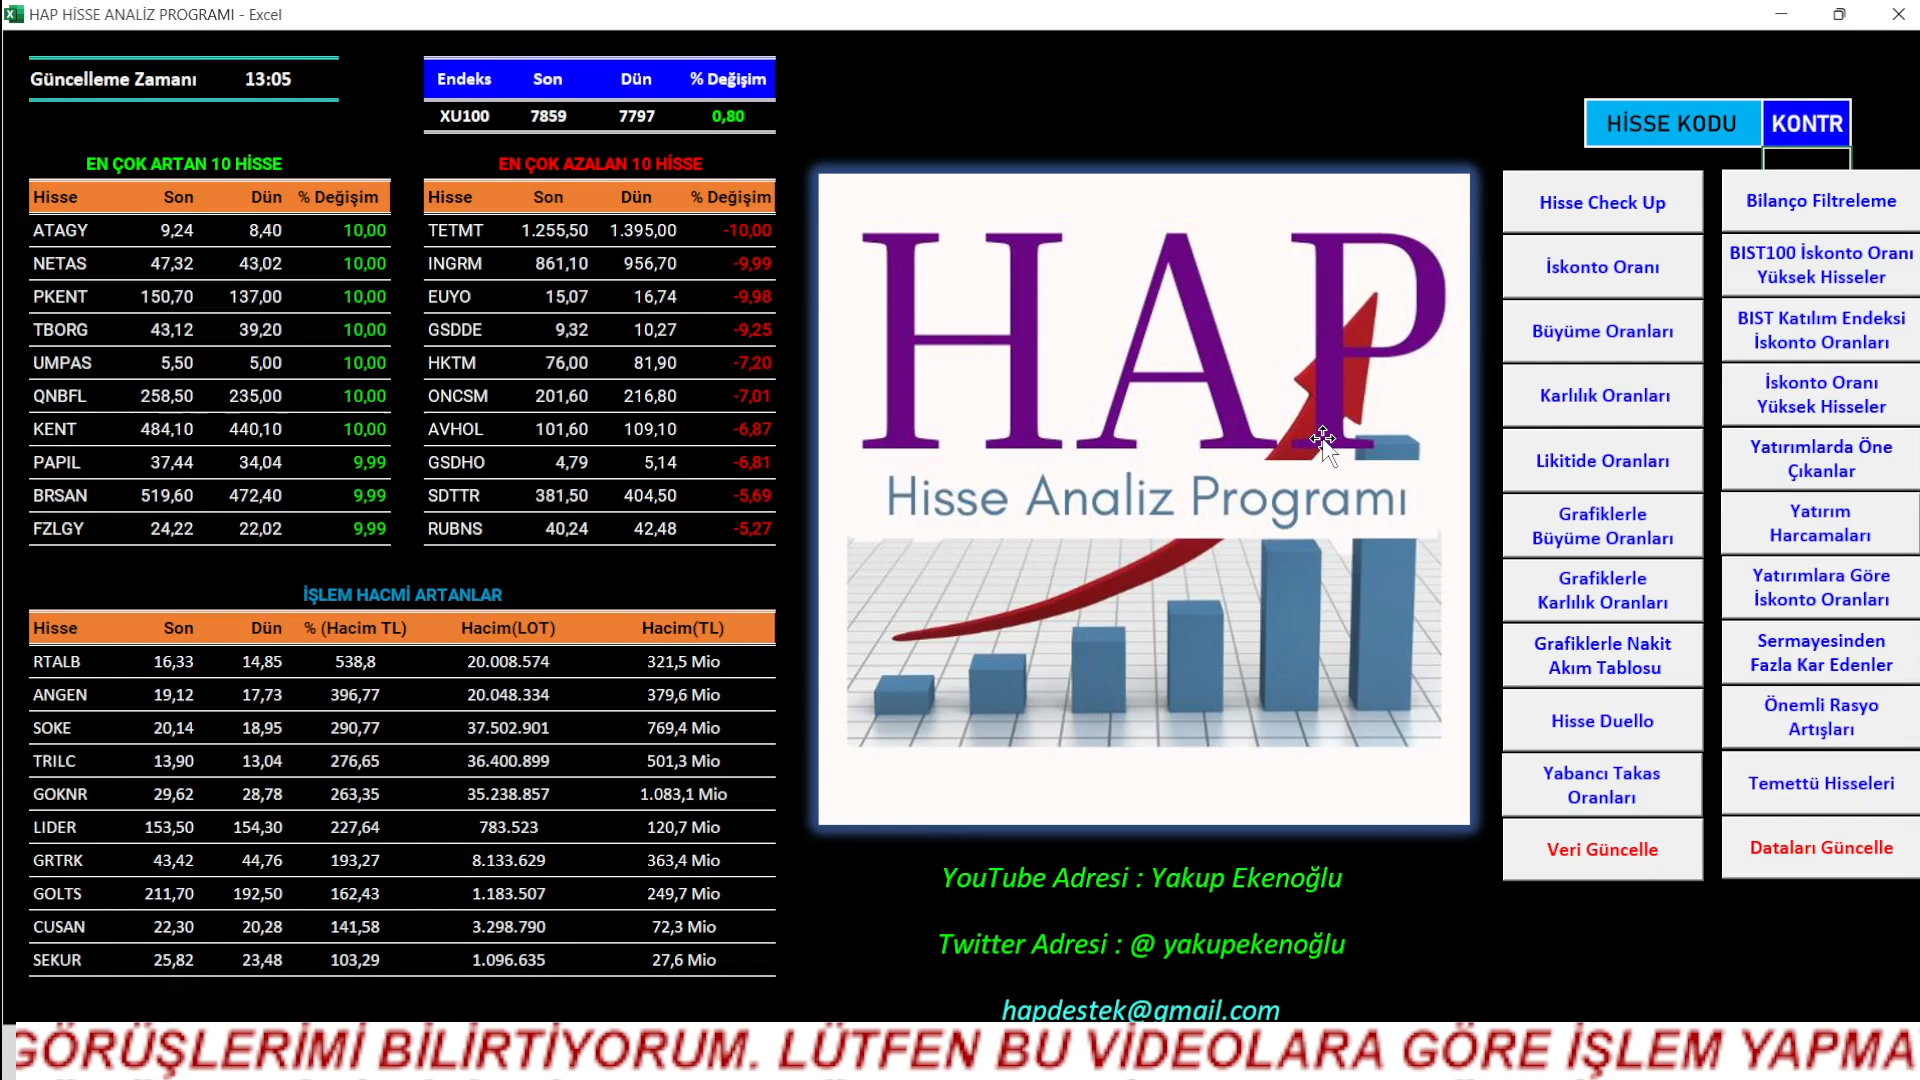 HAP HİSSE ANALİZ PROGRAMI - Excel
Güncelleme Zamanı 13:05
Endeks Son Dün % Değişim
XU100 7859 7797 0,80
HİSSE KODU KONTR
EN ÇOK ARTAN 10 HİSSE
Hisse Son Dün % Değişim
ATAGY 9,24 8,40 10,00
NETAS 47,32 43,02 10,00
PKENT 150,70 137,00 10,00
TBORG 43,12 39,20 10,00
UMPAS 5,50 5,00 10,00
QNBFL 258,50 235,00 10,00
KENT 484,10 440,10 10,00
PAPIL 37,44 34,04 9,99
BRSAN 519,60 472,40 9,99
FZLGY 24,22 22,02 9,99
EN ÇOK AZALAN 10 HİSSE
Hisse Son Dün % Değişim
TETMT 1.255,50 1.395,00 -10,00
INGRM 861,10 956,70 -9,99
EUYO 15,07 16,74 -9,98
GSDDE 9,32 10,27 -9,25
HKTM 76,00 81,90 -7,20
ONCSM 201,60 216,80 -7,01
AVHOL 101,60 109,10 -6,87
GSDHO 4,79 5,14 -6,81
SDTTR 381,50 404,50 -5,69
RUBNS 40,24 42,48 -5,27
İŞLEM HACMİ ARTANLAR
Hisse Son Dün % (Hacim TL) Hacim(LOT) Hacim(TL)
RTALB 16,33 14,85 538,8 20.008.574 321,5 Mio
ANGEN 19,12 17,73 396,77 20.048.334 379,6 Mio
SOKE 20,14 18,95 290,77 37.502.901 769,4 Mio
TRILC 13,90 13,04 276,65 36.400.899 501,3 Mio
GOKNR 29,62 28,78 263,35 35.238.857 1.083,1 Mio
LIDER 153,50 154,30 227,64 783.523 120,7 Mio
GRTRK 43,42 44,76 193,27 8.133.629 363,4 Mio
GOLTS 211,70 192,50 162,43 1.183.507 249,7 Mio
CUSAN 22,30 20,28 141,58 3.298.790 72,3 Mio
SEKUR 25,82 23,48 103,29 1.096.635 27,6 Mio
HAP
Hisse Analiz Programı
YouTube Adresi : Yakup Ekenoğlu
Twitter Adresi : @ yakupekenoğlu
hapdestek@gmail.com
Hisse Check Up
İskonto Oranı
Büyüme Oranları
Karlılık Oranları
Likitide Oranları
Grafiklerle
Büyüme Oranları
Grafiklerle
Karlılık Oranları
Grafiklerle Nakit
Akım Tablosu
Hisse Duello
Yabancı Takas
Oranları
Veri Güncelle
Bilanço Filtreleme
BIST100 İskonto Oranı
Yüksek Hisseler
BIST Katılım Endeksi
İskonto Oranları
İskonto Oranı
Yüksek Hisseler
Yatırımlarda Öne
Çıkanlar
Yatırım
Harcamaları
Yatırımlara Göre
İskonto Oranları
Sermayesinden
Fazla Kar Edenler
Önemli Rasyo
Artışları
Temettü Hisseleri
Dataları Güncelle
GÖRÜŞLERİMİ BİLİRTİYORUM. LÜTFEN BU VİDEOLARA GÖRE İŞLEM YAPMA